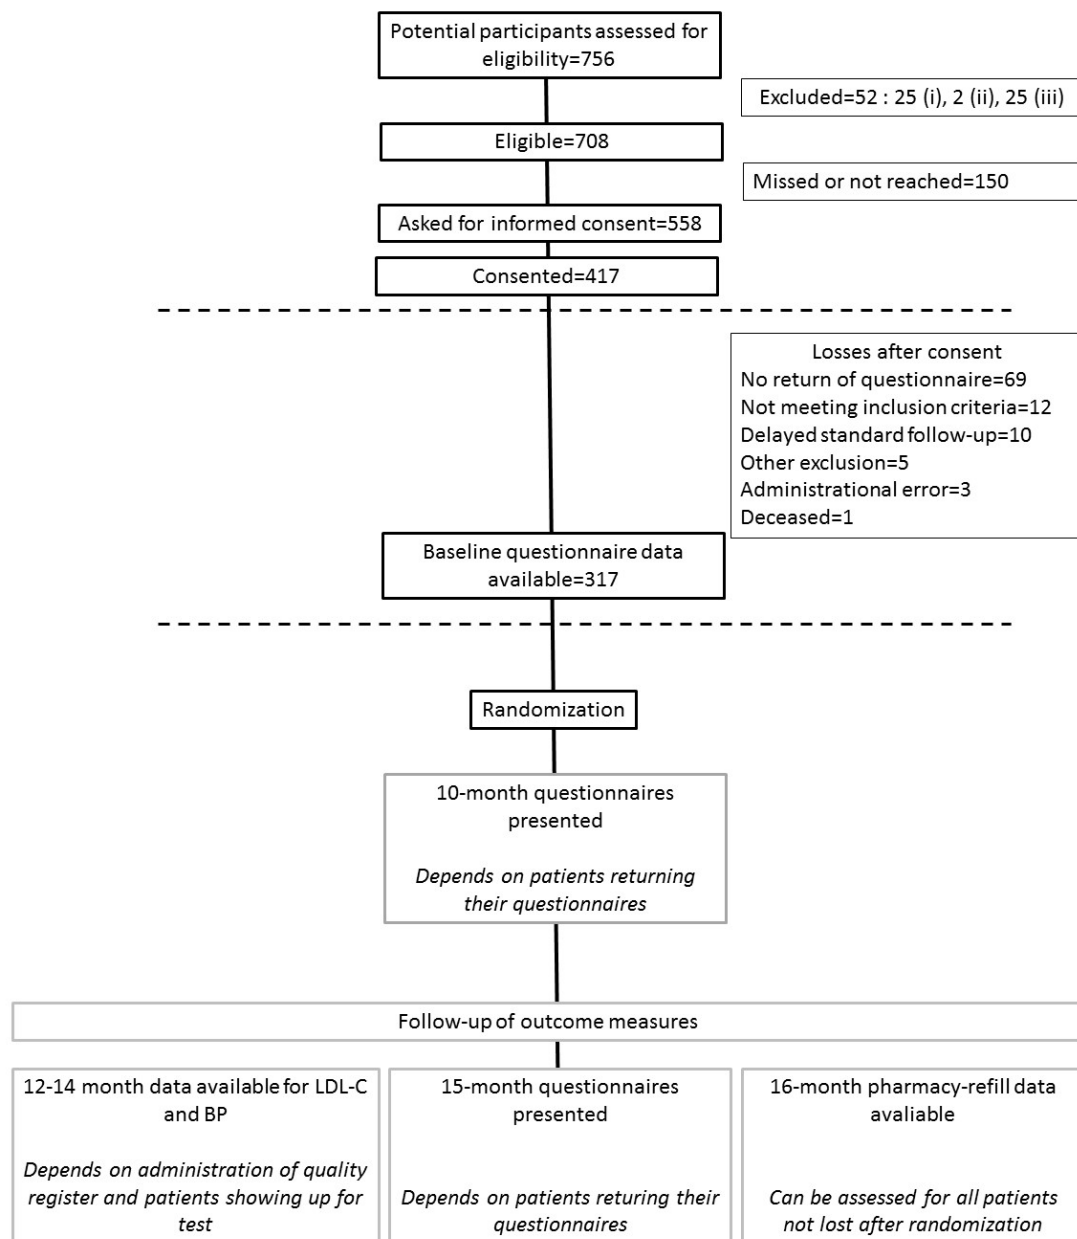 Potential participants assessed for
eligibility=756
Excluded=52 : 25 (i), 2 (ii), 25 (iii)
Eligible=708
Missed or not reached=150
Asked for informed consent=558
Consented=417
Losses after consent
No return of questionnaire=69
Not meeting inclusion criteria=12
Delayed standard follow-up=10
Other exclusion=5
Administrational error=3
Deceased=1
Baseline questionnaire data
available=317
Randomization
10-month questionnaires
presented
Depends on patients returning
their questionnaires
Follow-up of outcome measures
12-14 month data available for LDL-C
and BP
Depends on administration of quality
register and patients showing up for
test
15-month questionnaires
presented
Depends on patients returing their
questionnaires
16-month pharmacy-refill data
avaliable
Can be assessed for all patients
not lost after randomization